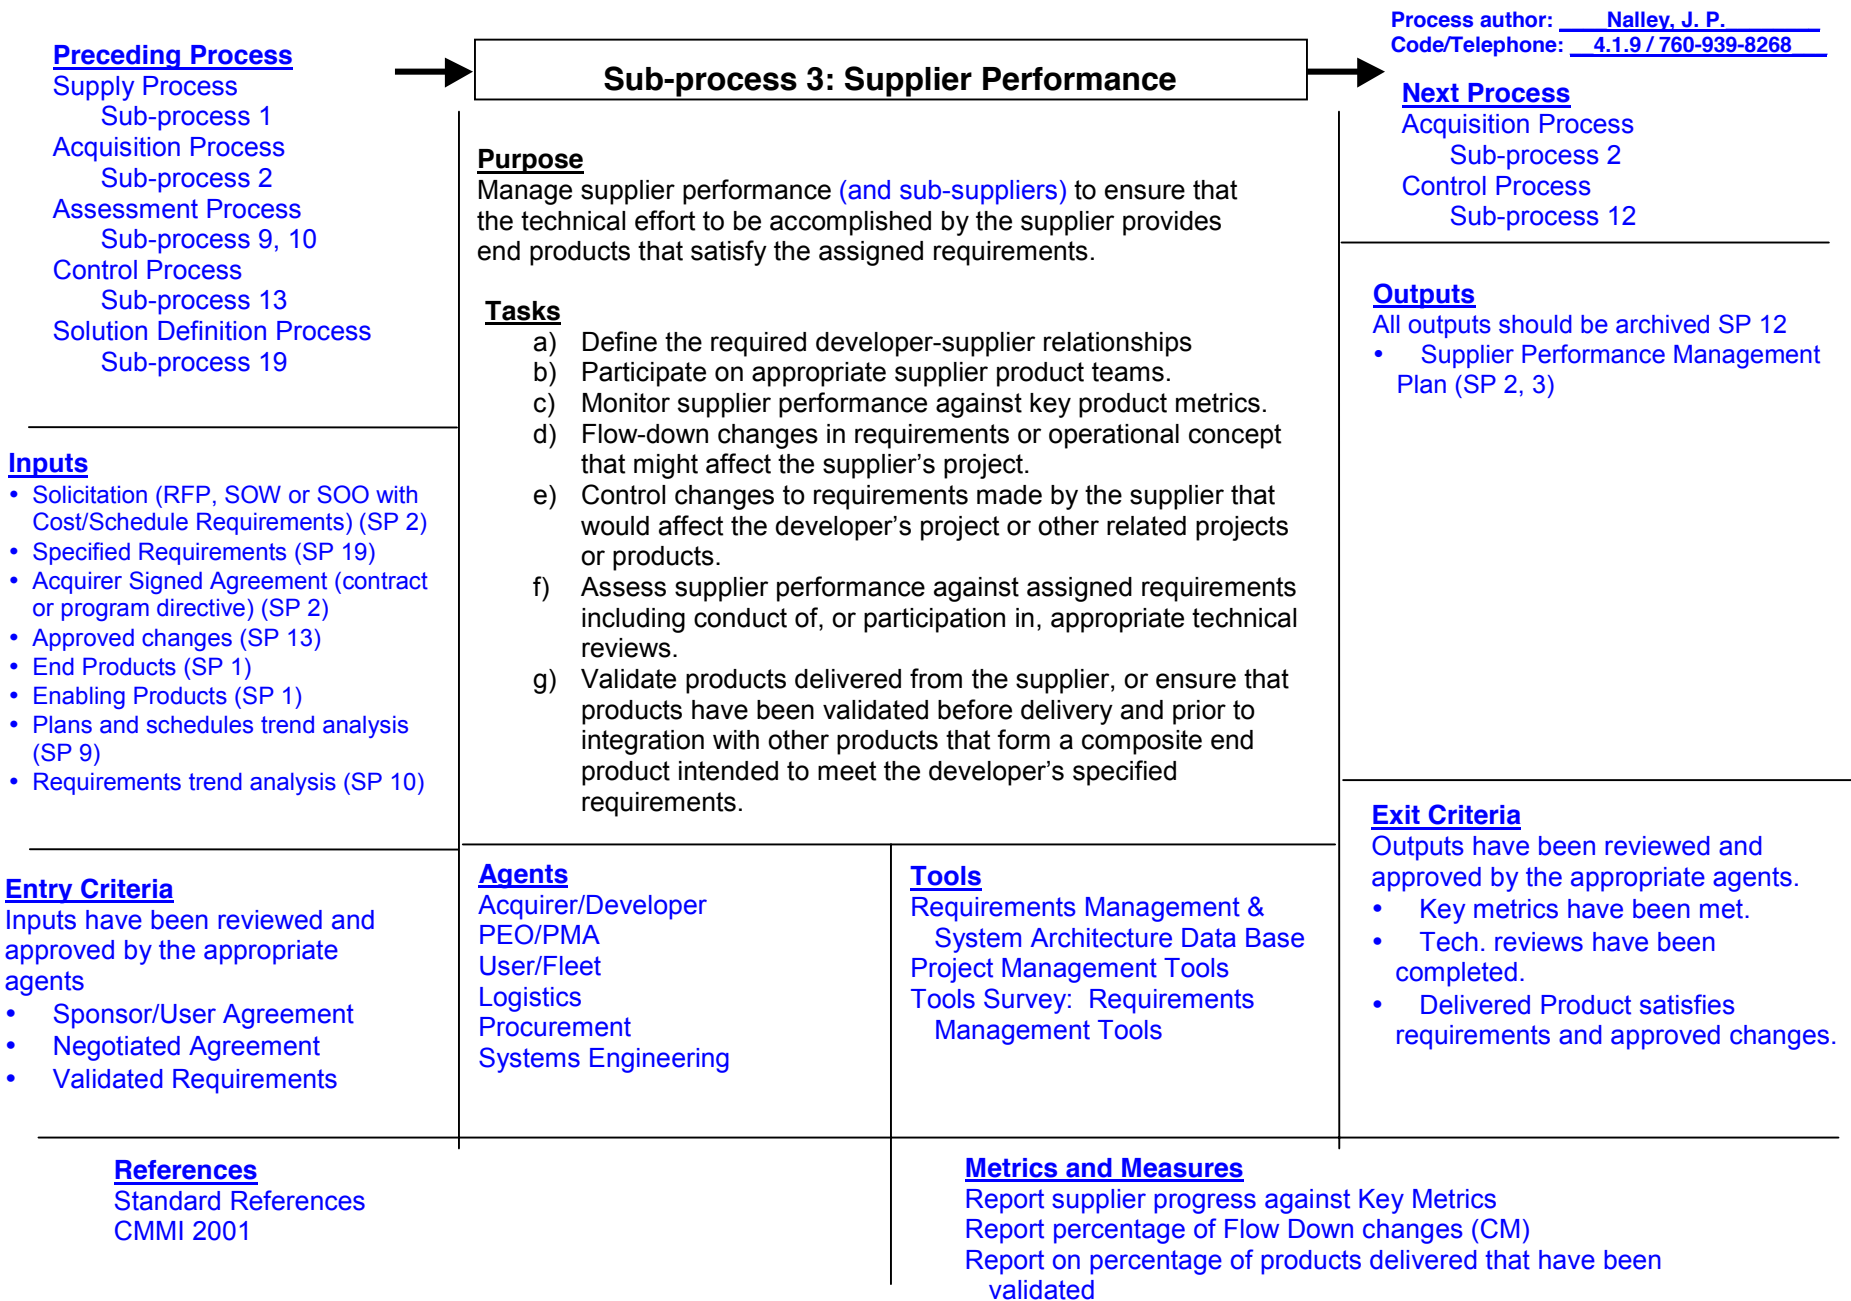 Process author: Nalley, J. P.
Code/Telephone: 4.1.9 / 760-939-8268
Preceding Process
Supply Process
Sub-process 1
Acquisition Process
Sub-process 2
Assessment Process
Sub-process 9, 10
Control Process
Sub-process 13
Solution Definition Process
Sub-process 19
Sub-process 3: Supplier Performance
Next Process
Acquisition Process
Sub-process 2
Control Process
Sub-process 12
Purpose
Manage supplier performance (and sub-suppliers) to ensure that
the technical effort to be accomplished by the supplier provides
end products that satisfy the assigned requirements.
Tasks
a) Define the required developer-supplier relationships
b) Participate on appropriate supplier product teams.
c) Monitor supplier performance against key product metrics.
d) Flow-down changes in requirements or operational concept
that might affect the supplier's project.
e) Control changes to requirements made by the supplier that
would affect the developer's project or other related projects
or products.
f) Assess supplier performance against assigned requirements
including conduct of, or participation in, appropriate technical
reviews.
g) Validate products delivered from the supplier, or ensure that
products have been validated before delivery and prior to
integration with other products that form a composite end
product intended to meet the developer's specified
requirements.
Outputs
All outputs should be archived SP 12
• Supplier Performance Management
Plan (SP 2, 3)
Inputs
• Solicitation (RFP, SOW or SOO with
Cost/Schedule Requirements) (SP 2)
• Specified Requirements (SP 19)
• Acquirer Signed Agreement (contract
or program directive) (SP 2)
• Approved changes (SP 13)
• End Products (SP 1)
• Enabling Products (SP 1)
• Plans and schedules trend analysis
(SP 9)
• Requirements trend analysis (SP 10)
Entry Criteria
Inputs have been reviewed and
approved by the appropriate
agents
• Sponsor/User Agreement
• Negotiated Agreement
• Validated Requirements
Agents
Acquirer/Developer
PEO/PMA
User/Fleet
Logistics
Procurement
Systems Engineering
Tools
Requirements Management &
System Architecture Data Base
Project Management Tools
Tools Survey: Requirements
Management Tools
Exit Criteria
Outputs have been reviewed and
approved by the appropriate agents.
• Key metrics have been met.
• Tech. reviews have been
completed.
• Delivered Product satisfies
requirements and approved changes.
References
Standard References
CMMI 2001
Metrics and Measures
Report supplier progress against Key Metrics
Report percentage of Flow Down changes (CM)
Report on percentage of products delivered that have been
validated